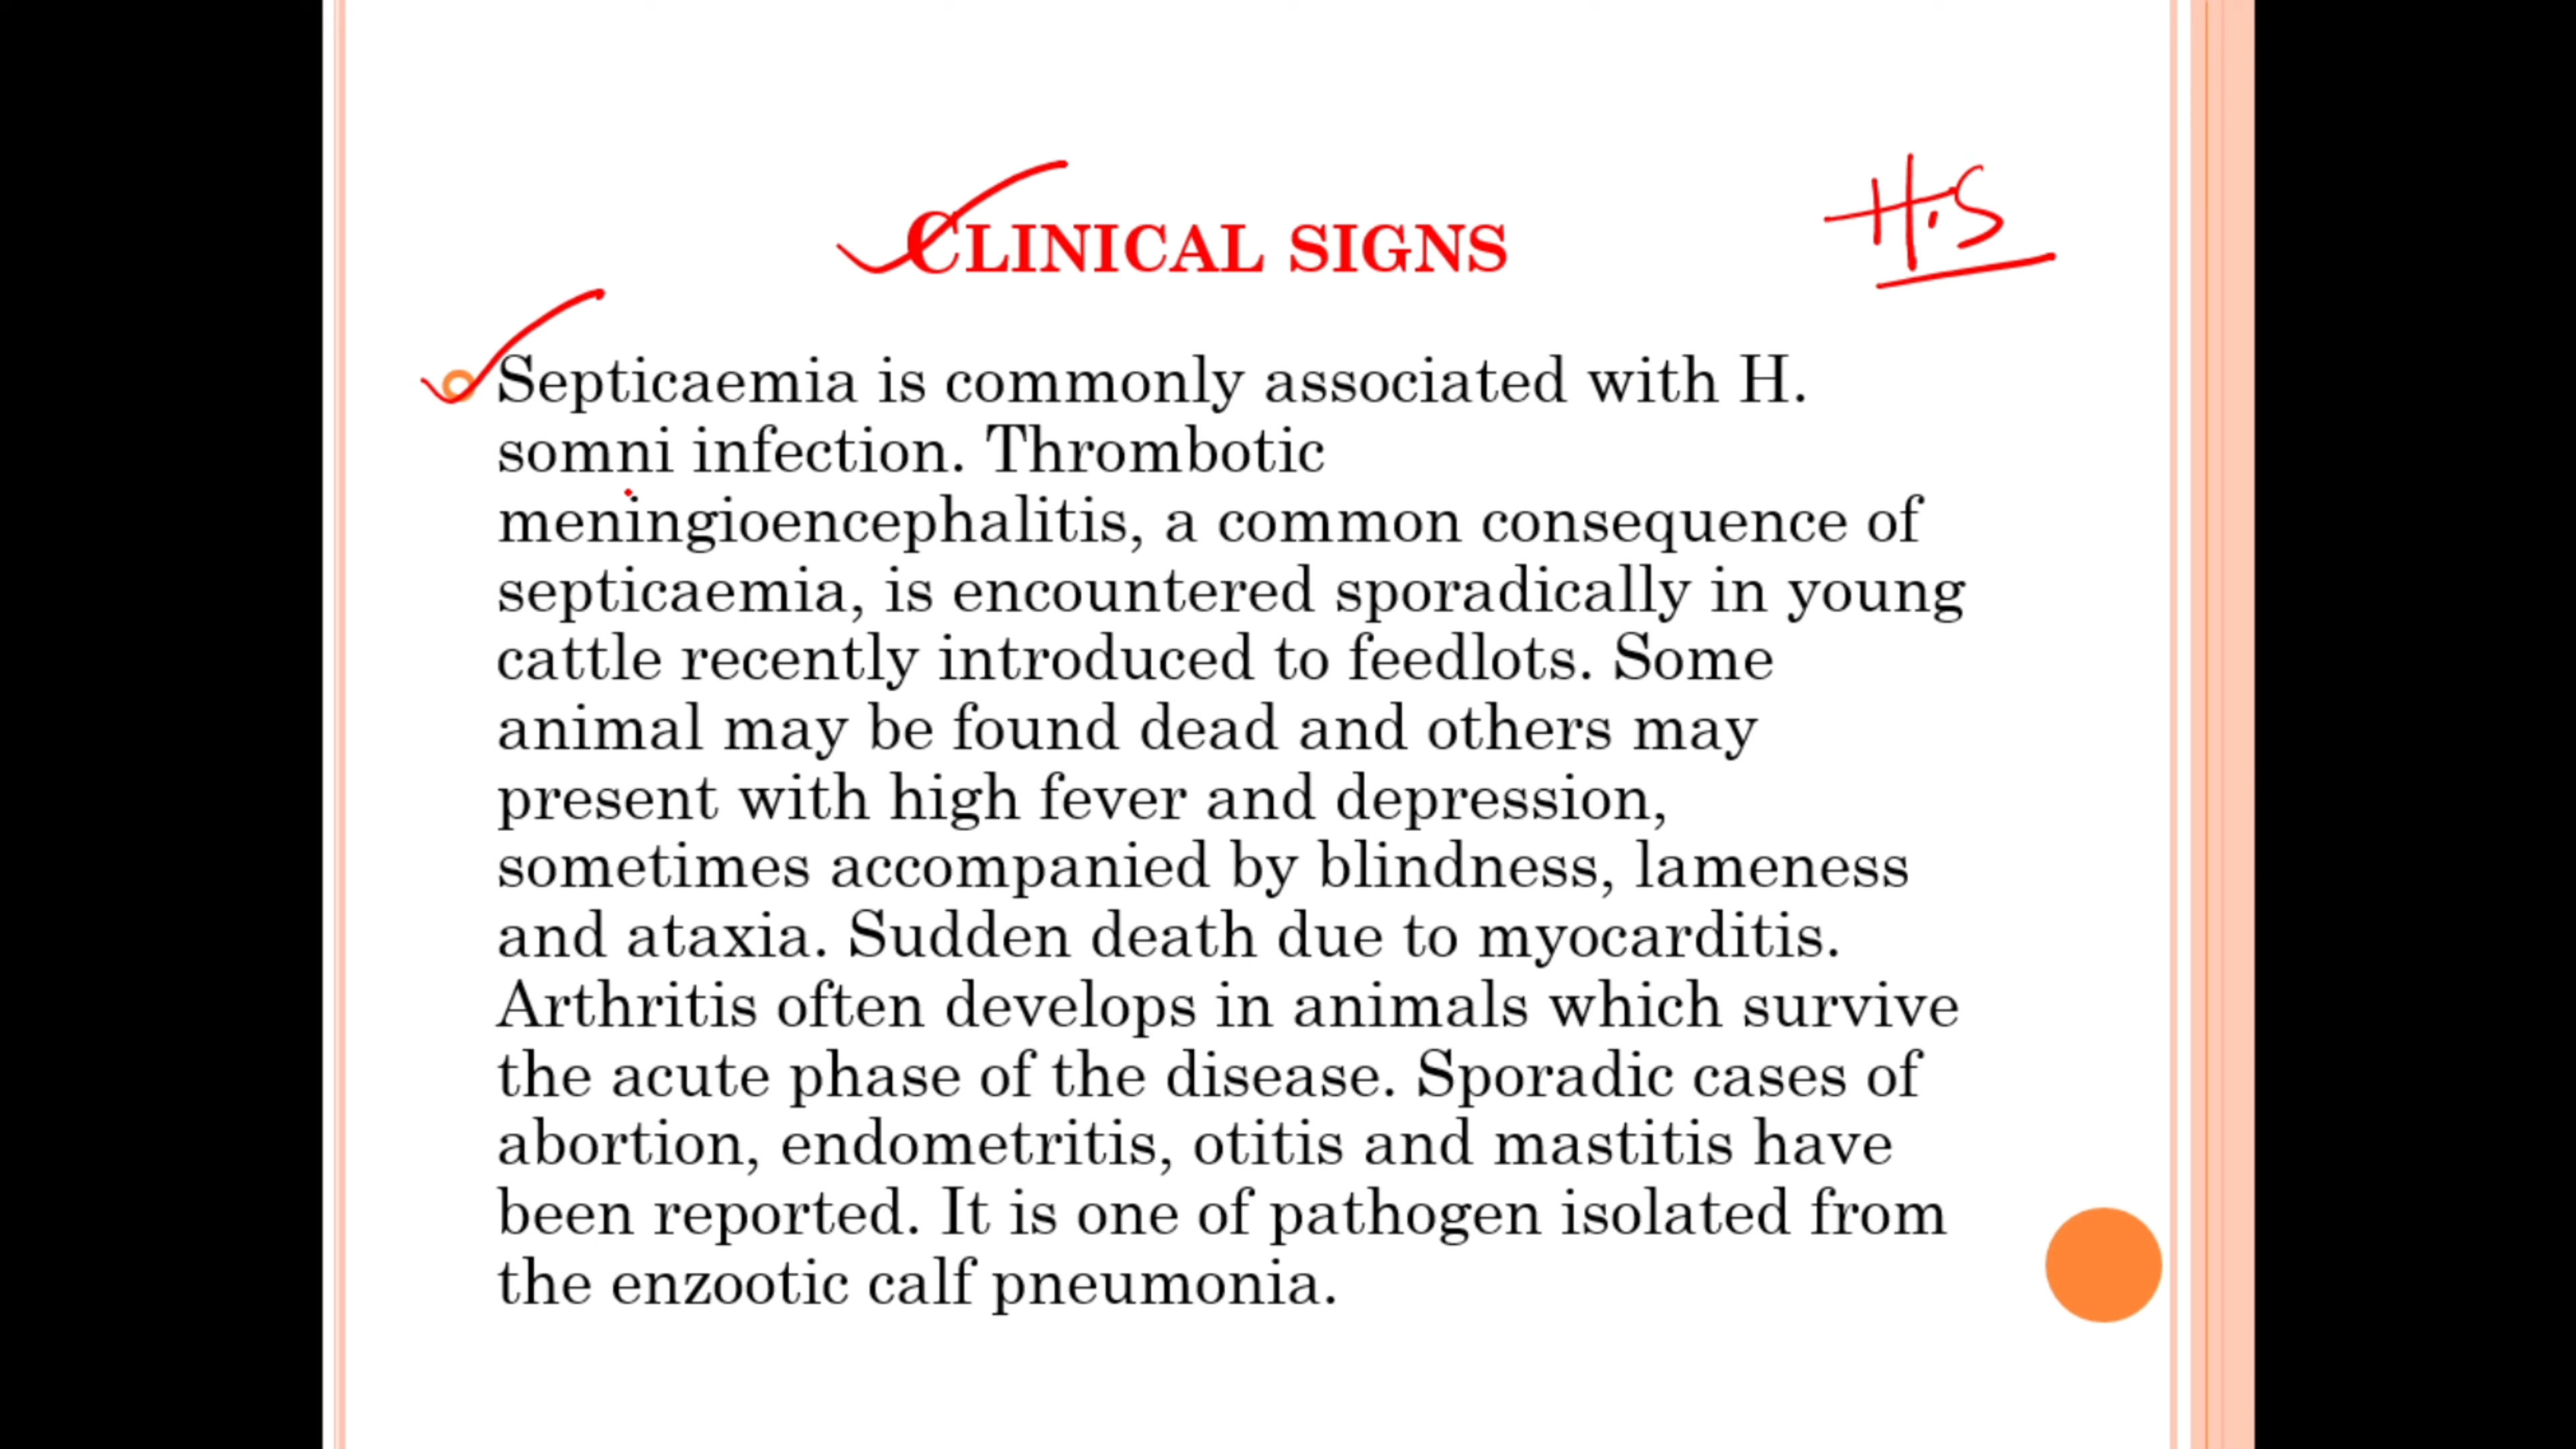 CLINICAL SIGNS
H.S
Septicaemia is commonly associated with H.
somni infection. Thrombotic
meningioencephalitis, a common consequence of
septicaemia, is encountered sporadically in young
cattle recently introduced to feedlots. Some
animal may be found dead and others may
present with high fever and depression,
sometimes accompanied by blindness, lameness
and ataxia. Sudden death due to myocarditis.
Arthritis often develops in animals which survive
the acute phase of the disease. Sporadic cases of
abortion, endometritis, otitis and mastitis have
been reported. It is one of pathogen isolated from
the enzootic calf pneumonia.